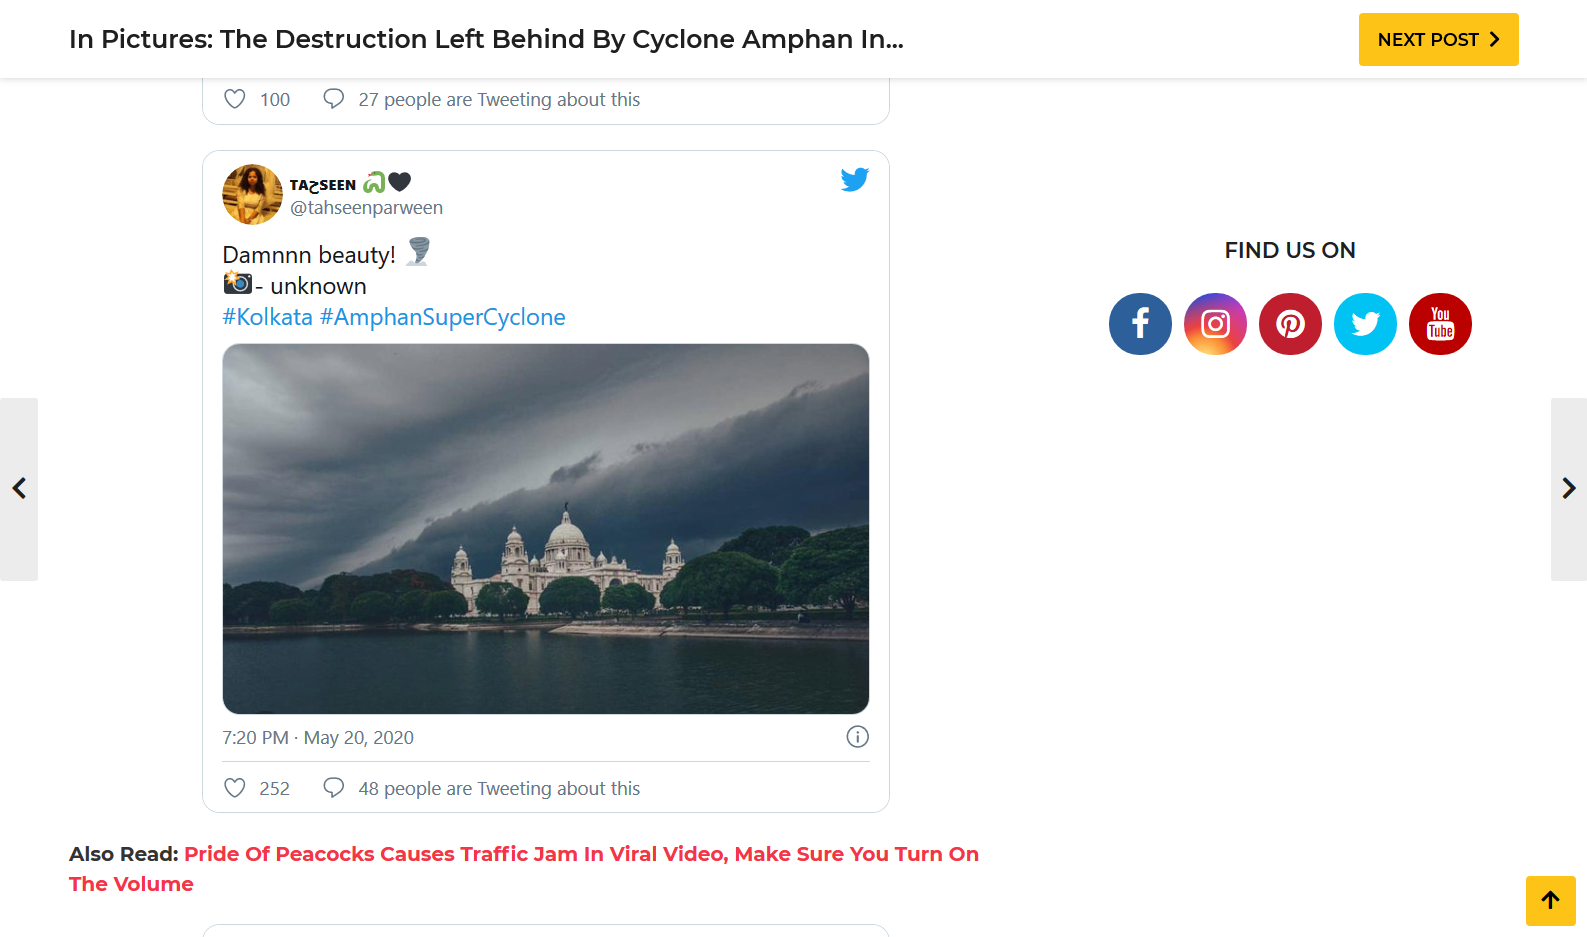 In Pictures: The Destruction Left Behind By Cyclone Amphan In...
NEXT POST
100 27 people are Tweeting about this
TAحSEEN 🐍🖤
@tahseenparween
Damnnn beauty! 🌪
📸- unknown
#Kolkata #AmphanSuperCyclone
7:20 PM · May 20, 2020
252 48 people are Tweeting about this
Also Read: Pride Of Peacocks Causes Traffic Jam In Viral Video, Make Sure You Turn On
The Volume
FIND US ON
You
Tube